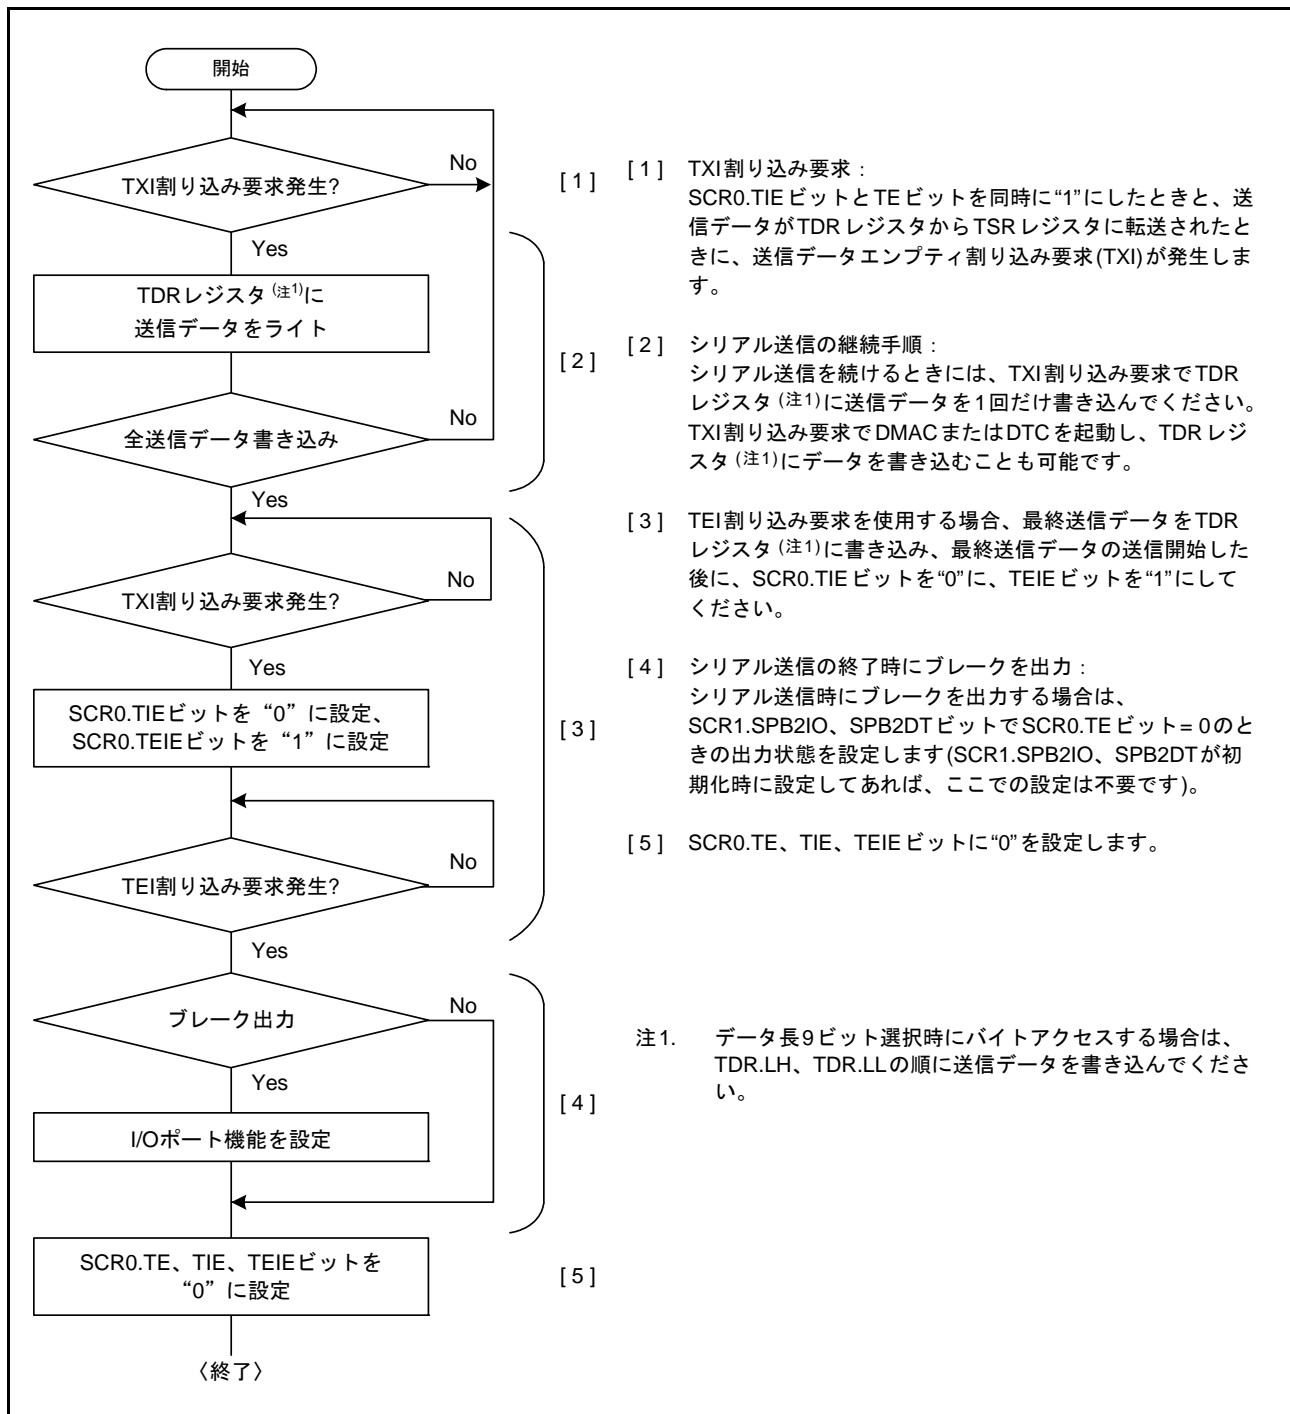 開始
TXI割り込み要求発生?
No
[ 1 ]
Yes
TDRレジスタ (注1)に
送信データをライト
[ 2 ]
全送信データ書き込み
No
Yes
TXI割り込み要求発生?
No
Yes
SCR0.TIEビットを“0”に設定、
SCR0.TEIEビットを“1”に設定
[ 3 ]
TEI割り込み要求発生?
No
Yes
ブレーク出力
No
Yes
[ 4 ]
I/Oポート機能を設定
SCR0.TE、TIE、TEIEビットを
“0”に設定
[ 5 ]
〈終了〉
[ 1 ] TXI割り込み要求：
SCR0.TIEビットとTEビットを同時に“1”にしたときと、送
信データがTDRレジスタからTSRレジスタに転送されたと
きに、送信データエンプティ割り込み要求(TXI)が発生しま
す。
[ 2 ] シリアル送信の継続手順：
シリアル送信を続けるときには、TXI割り込み要求でTDR
レジスタ(注1)に送信データを1回だけ書き込んでください。
TXI割り込み要求でDMACまたはDTCを起動し、TDRレジ
スタ(注1)にデータを書き込むことも可能です。
[ 3 ] TEI割り込み要求を使用する場合、最終送信データをTDR
レジスタ(注1)に書き込み、最終送信データの送信開始した
後に、SCR0.TIEビットを“0”に、TEIEビットを“1”にして
ください。
[ 4 ] シリアル送信の終了時にブレークを出力：
シリアル送信時にブレークを出力する場合は、
SCR1.SPB2IO、SPB2DTビットでSCR0.TEビット= 0のと
きの出力状態を設定します(SCR1.SPB2IO、SPB2DTが初
期化時に設定してあれば、ここでの設定は不要です)。
[ 5 ] SCR0.TE、TIE、TEIEビットに“0”を設定します。
注1. データ長9ビット選択時にバイトアクセスする場合は、
TDR.LH、TDR.LLの順に送信データを書き込んでくださ
い。